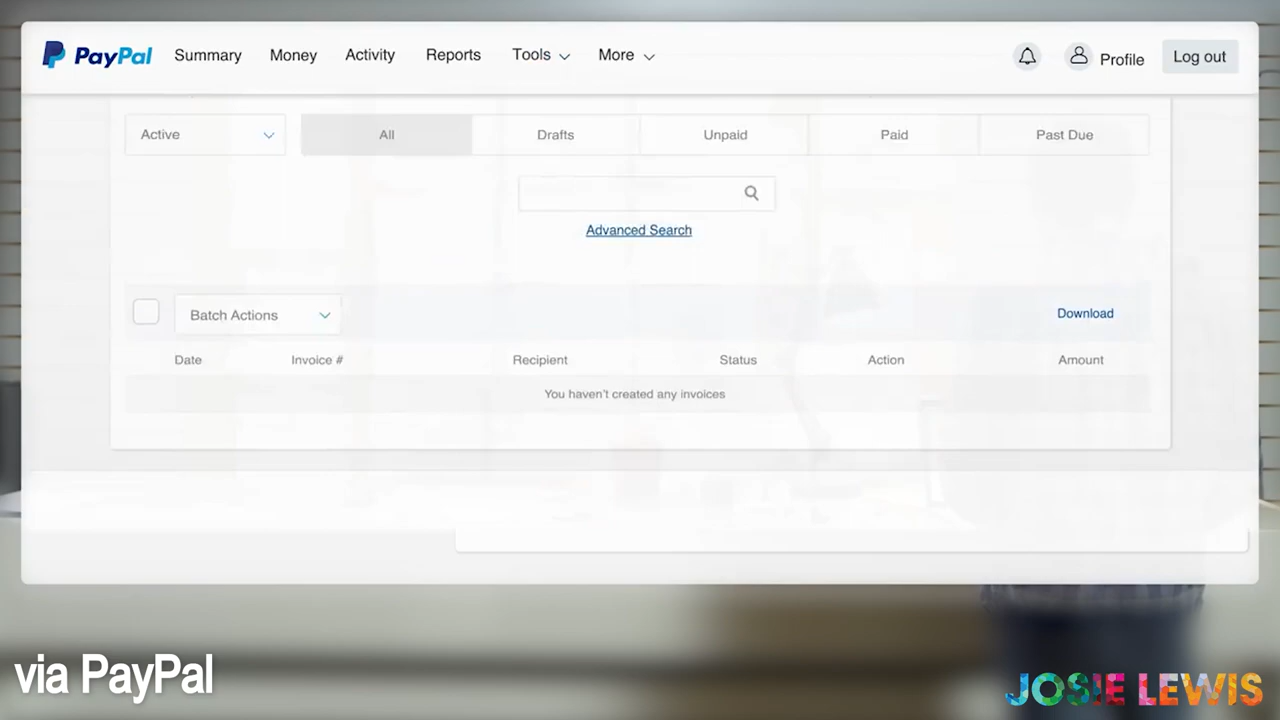 PayPal Summary Money Activity Reports Tools More Profile Log out
Active All Drafts Unpaid Paid Past Due
Advanced Search
Batch Actions Download
Date Invoice # Recipient Status Action Amount
You haven't created any invoices
via PayPal
JOSIE LEWIS